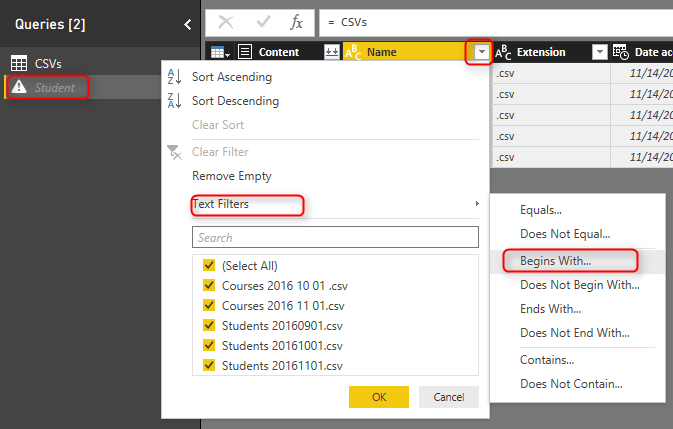 Queries [2]
= CSVs
CSVs
Student
Content
Name
Extension
Date acc
Sort Ascending
Sort Descending
Clear Sort
Clear Filter
Remove Empty
Text Filters
Search
(Select All)
Courses 2016 10 01 .csv
Courses 2016 11 01.csv
Students 20160901.csv
Students 20161001.csv
Students 20161101.csv
OK
Cancel
.csv
11/14/20
.csv
11/14/20
.csv
11/14/20
.csv
11/14/20
.csv
11/14/20
Equals...
Does Not Equal...
Begins With...
Does Not Begin With...
Ends With...
Does Not End With...
Contains...
Does Not Contain...